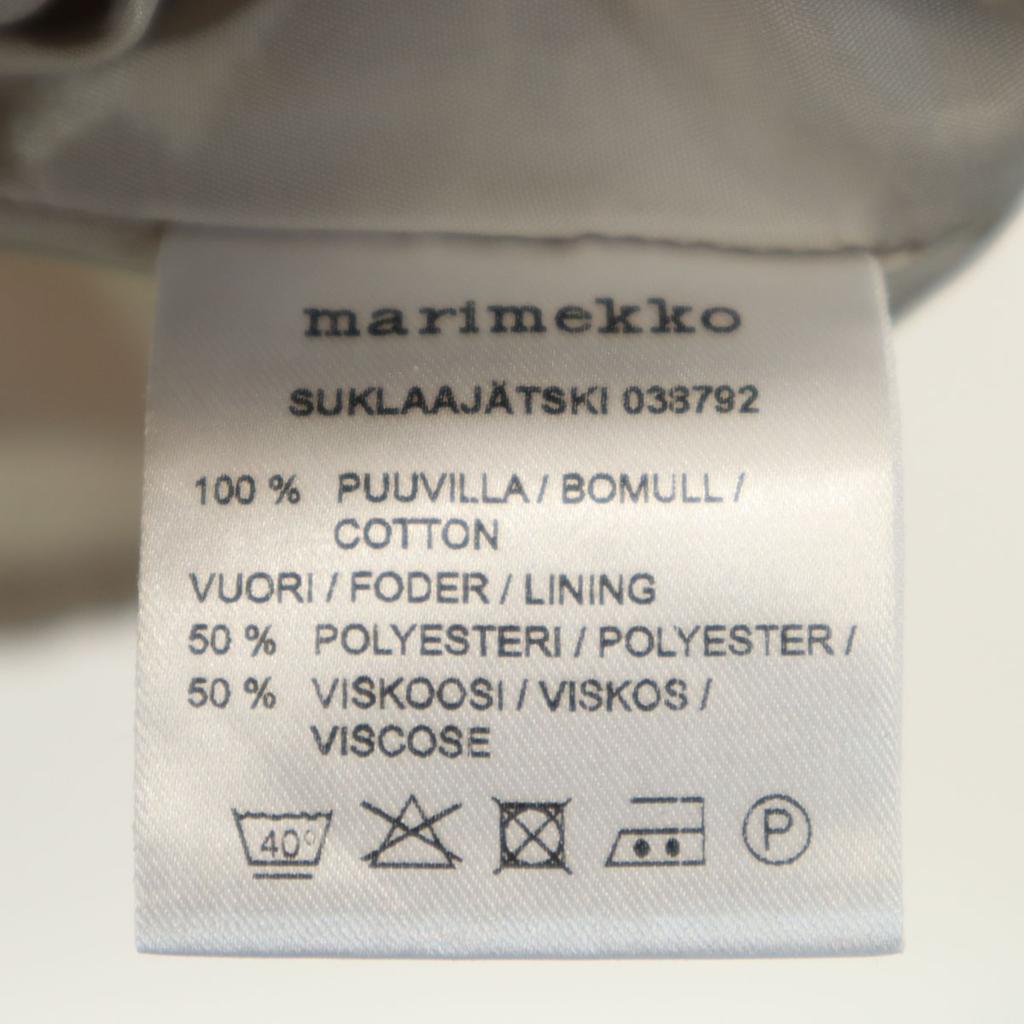 marimekko
SUKLAAJÄTSKI 038792
100 % PUUVILLA / BOMULL /
COTTON
VUORI / FODER / LINING
50 % POLYESTERI / POLYESTER /
50 % VISKOOSI / VISKOS /
VISCOSE
40° P